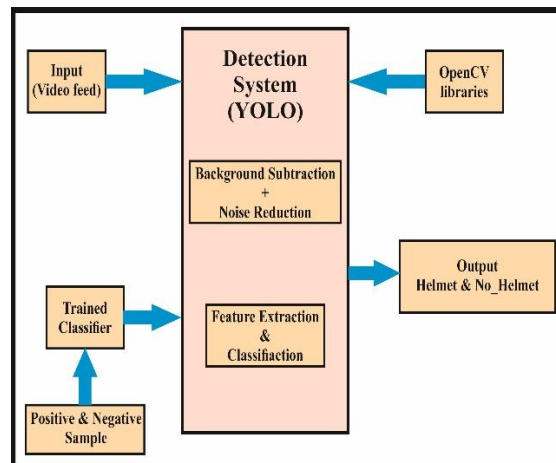 Input
(Video feed)
Detection
System
(YOLO)
OpenCV
libraries
Background Subtraction
+
Noise Reduction
Output
Helmet & No_Helmet
Trained
Classifier
Feature Extraction
&
Classifiaction
Positive & Negative
Sample